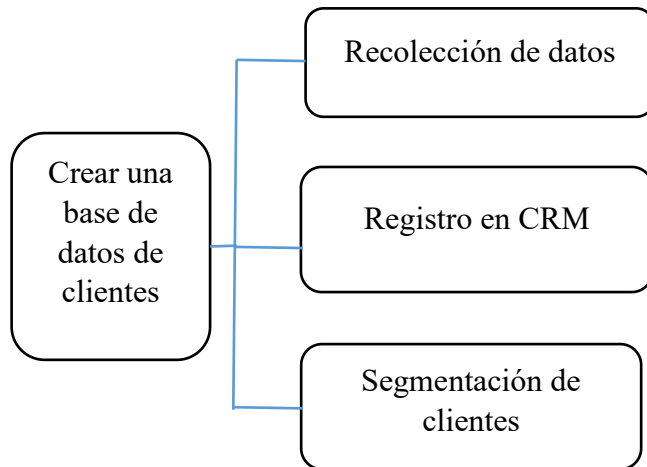 Recolección de datos
Crear una
base de
datos de
clientes
Registro en CRM
Segmentación de
clientes